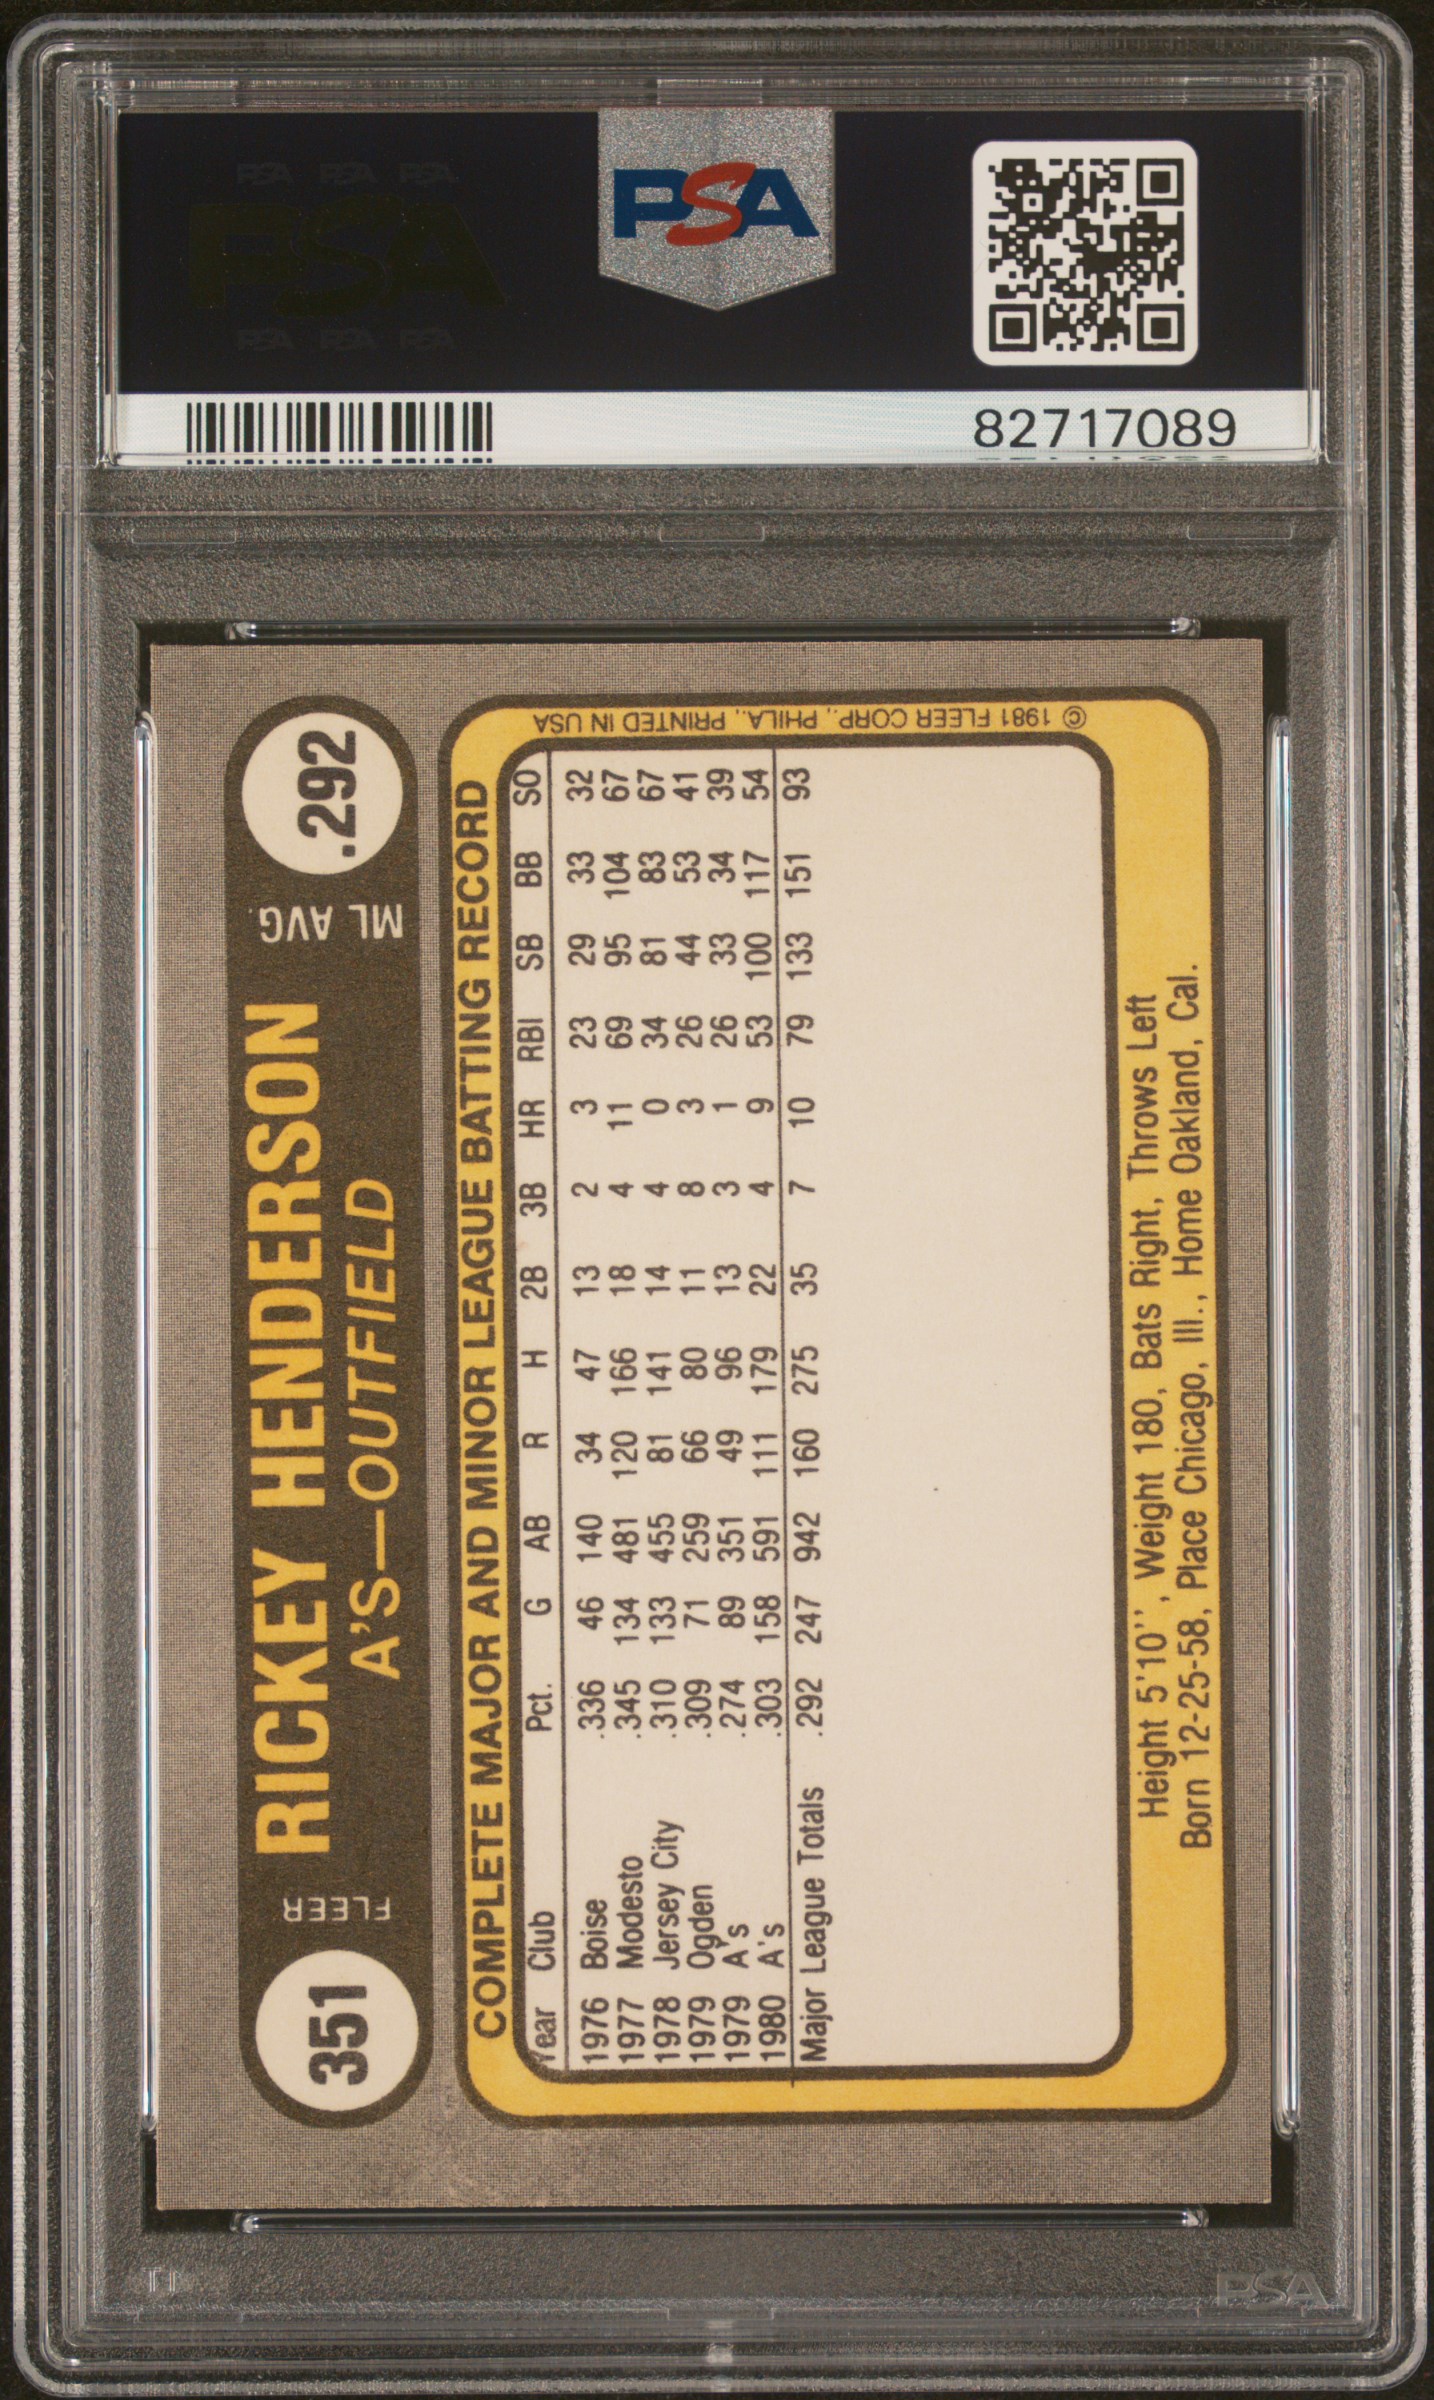 PSA PSA PSA
PSA
PSA PSA PSA
PSA
82717089
351
FLEER
RICKEY HENDERSON
A'S—OUTFIELD
ML AVG.
.292
COMPLETE MAJOR AND MINOR LEAGUE BATTING RECORD
Year Club Pct. G AB R H 2B 3B HR RBI SB BB SO
1976 Boise .336 46 140 34 47 13 2 3 23 29 33 32
1977 Modesto .345 134 481 120 166 18 4 11 69 95 104 67
1978 Jersey City .310 133 455 81 141 14 4 0 34 81 83 67
1979 Ogden .309 71 259 66 80 11 8 3 26 44 53 41
1979 A's .274 89 351 49 96 13 3 1 26 33 34 39
1980 A's .303 158 591 111 179 22 4 9 53 100 117 54
Major League Totals .292 247 942 160 275 35 7 10 79 133 151 93
© 1981 FLEER CORP., PHILA., PRINTED IN USA
Height 5'10'', Weight 180, Bats Right, Throws Left
Born 12-25-58, Place Chicago, Ill., Home Oakland, Cal.
PSA